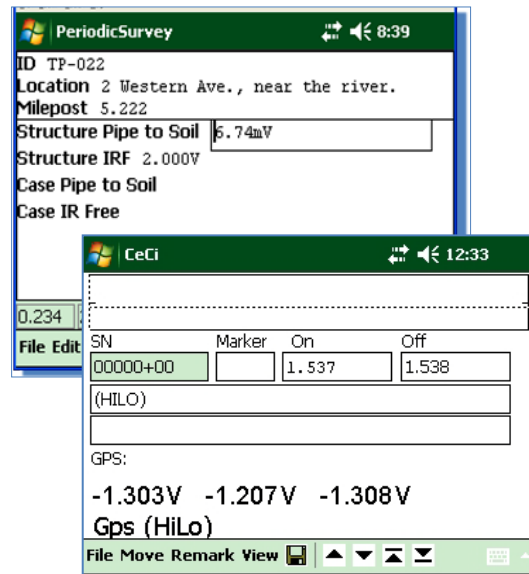 PeriodicSurvey 8:39
ID TP-022
Location 2 Western Ave., near the river.
Milepost 5.222
Structure Pipe to Soil 6.74mV
Structure IRF 2.000V
Case Pipe to Soil
Case IR Free
0.234
File Edit
CeCi 12:33
SN Marker On Off
00000+00 1.537 1.538
(HILO)
GPS:
-1.303V -1.207V -1.308V
Gps (HiLo)
File Move Remark View